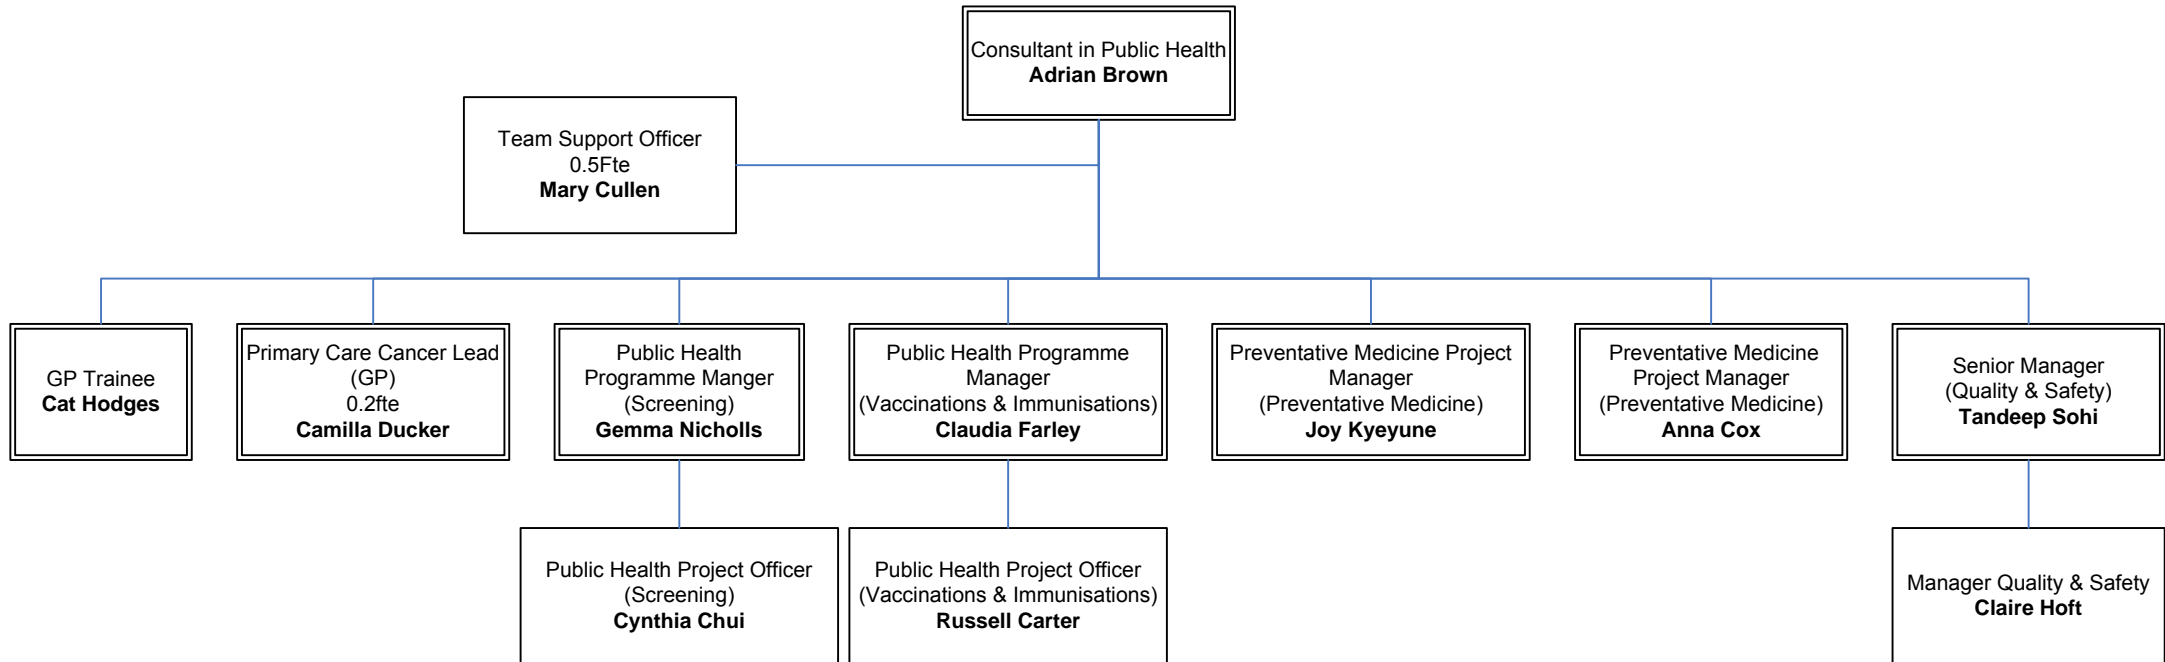 Consultant in Public Health
Adrian Brown
Team Support Officer
0.5Fte
Mary Cullen
GP Trainee
Cat Hodges
Primary Care Cancer Lead
(GP)
0.2fte
Camilla Ducker
Public Health
Programme Manger
(Screening)
Gemma Nicholls
Public Health Programme
Manager
(Vaccinations & Immunisations)
Claudia Farley
Preventative Medicine Project
Manager
(Preventative Medicine)
Joy Kyeyune
Preventative Medicine
Project Manager
(Preventative Medicine)
Anna Cox
Senior Manager
(Quality & Safety)
Tandeep Sohi
Public Health Project Officer
(Screening)
Cynthia Chui
Public Health Project Officer
(Vaccinations & Immunisations)
Russell Carter
Manager Quality & Safety
Claire Hoft